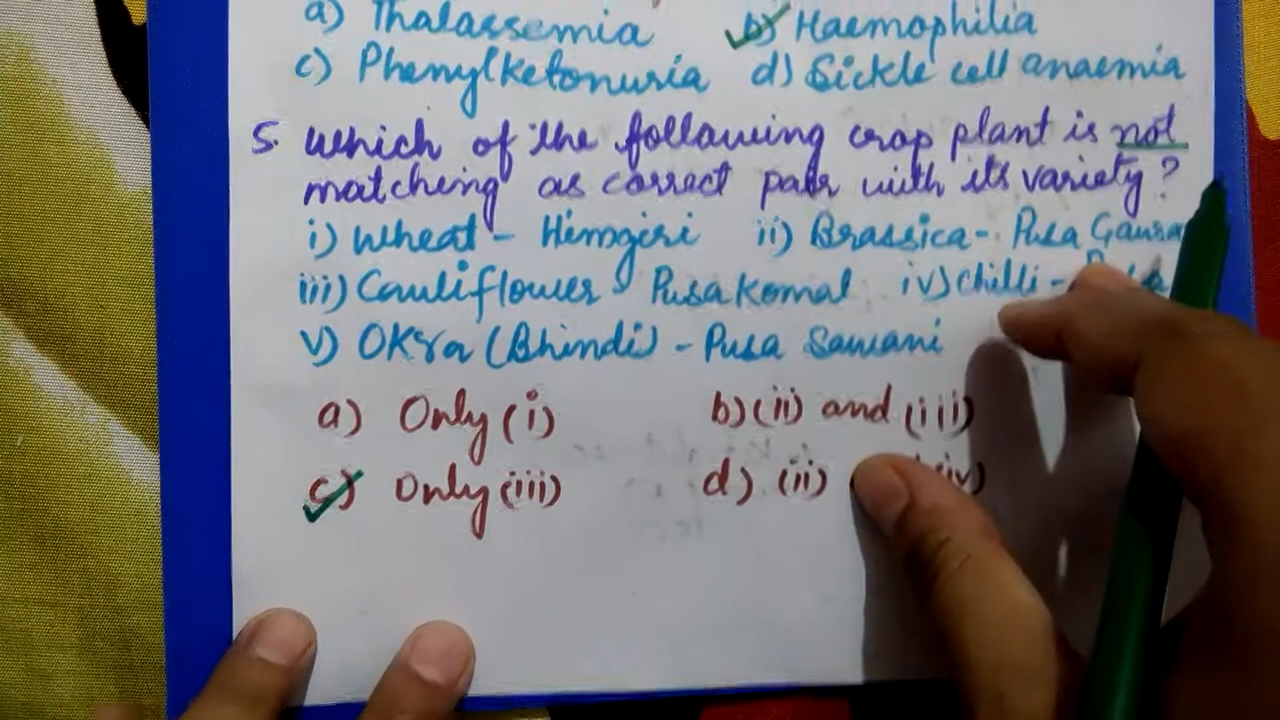 a) Thalassemia b) Haemophilia
c) Phenylketonuria d) Sickle cell anaemia
5. Which of the following crop plant is not
matching as correct pair with its variety?
i) Wheat - Himgiri ii) Brassica - Pusa
iii) Cauliflower Pusa Komal iv) Chilli -
v) Okra (Bhindi) - Pusa Sawani
a) Only (i) b) (ii) and (iii)
c) Only (iii) d) (ii) (iv)